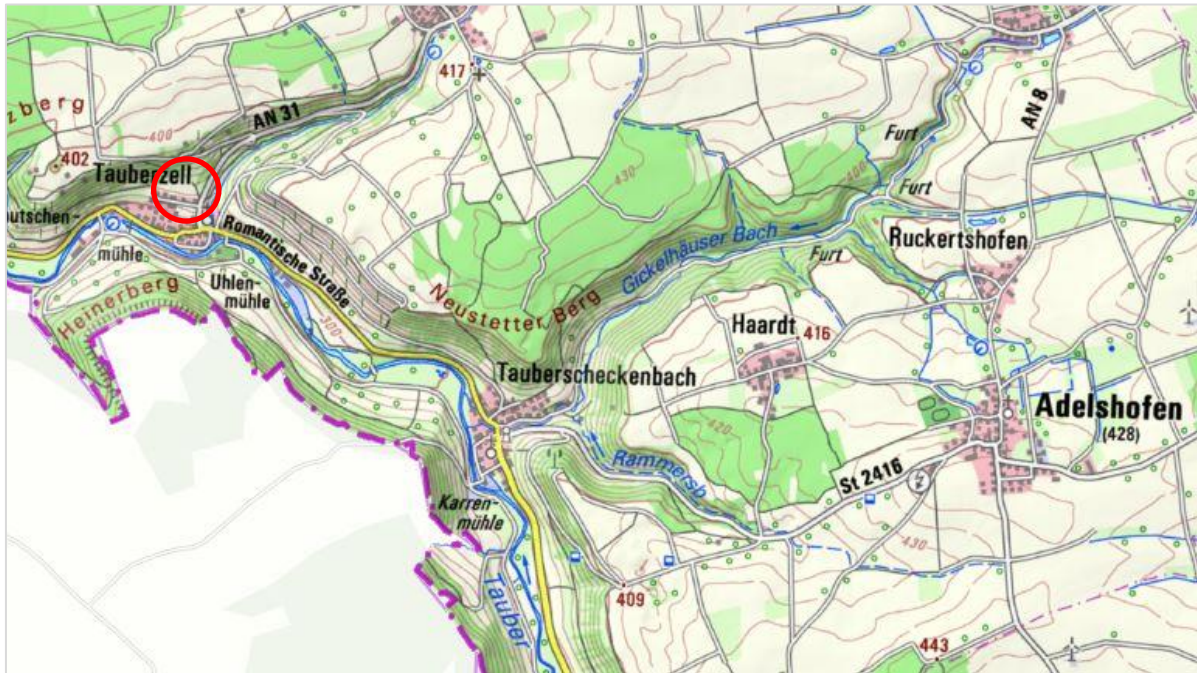 417
AN 31
AN 8
zberg
400
402
430
Furt
Tauberzell
Furt
utschen-
mühle
Romantische Straße
Gickelhäuser Bach
Furt
Ruckertshofen
Uhlen-
mühle
Heinerberg
300
Neustetter Berg
Haardt
416
Tauberscheckenbach
Adelshofen
(428)
420
Rammersb.
St 2416
Karren-
mühle
430
Tauber
409
443